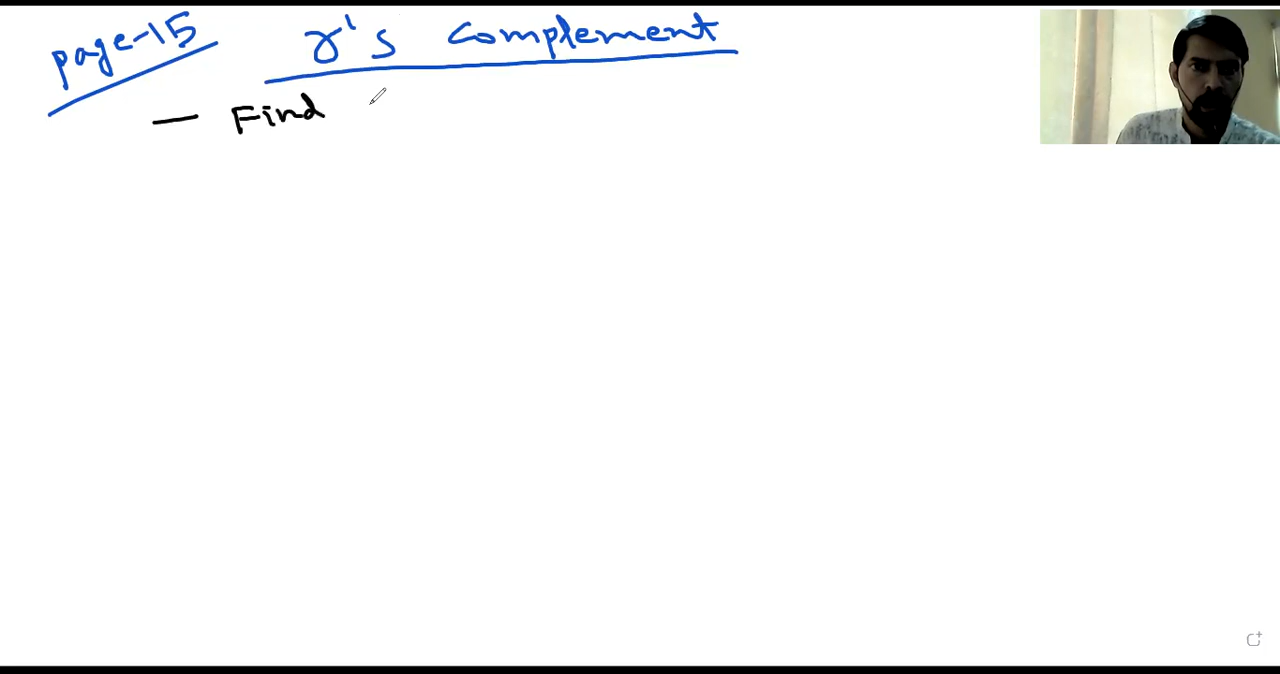 page-15
r's complement
— Find